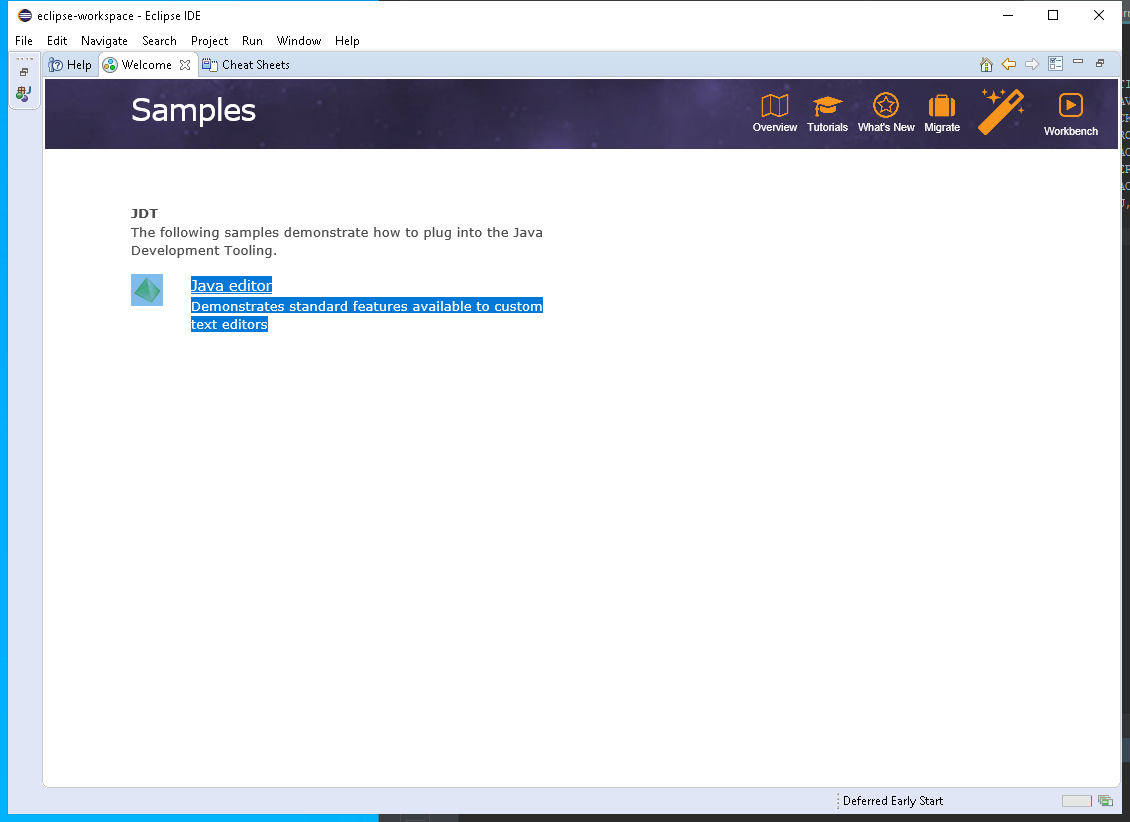 eclipse-workspace - Eclipse IDE
File Edit Navigate Search Project Run Window Help
Help Welcome Cheat Sheets
Samples
Overview Tutorials What's New Migrate Workbench
JDT
The following samples demonstrate how to plug into the Java
Development Tooling.
Java editor
Demonstrates standard features available to custom
text editors
Deferred Early Start